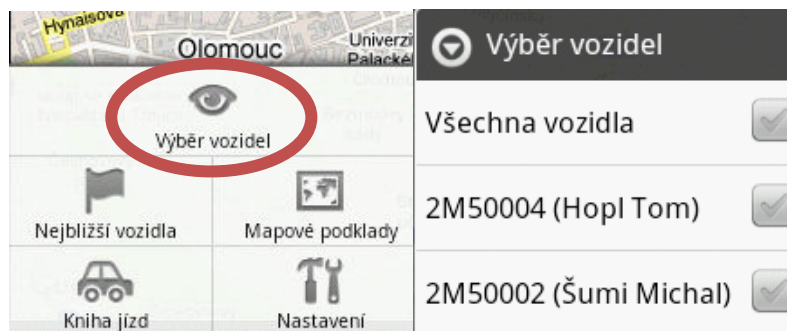 Hynaisova
Olomouc
Univerzi
Palackéh
Výběr vozidel
Nejbližší vozidla
Mapové podklady
Kniha jízd
Nastavení
Výběr vozidel
Všechna vozidla
2M50004 (Hopl Tom)
2M50002 (Šumi Michal)